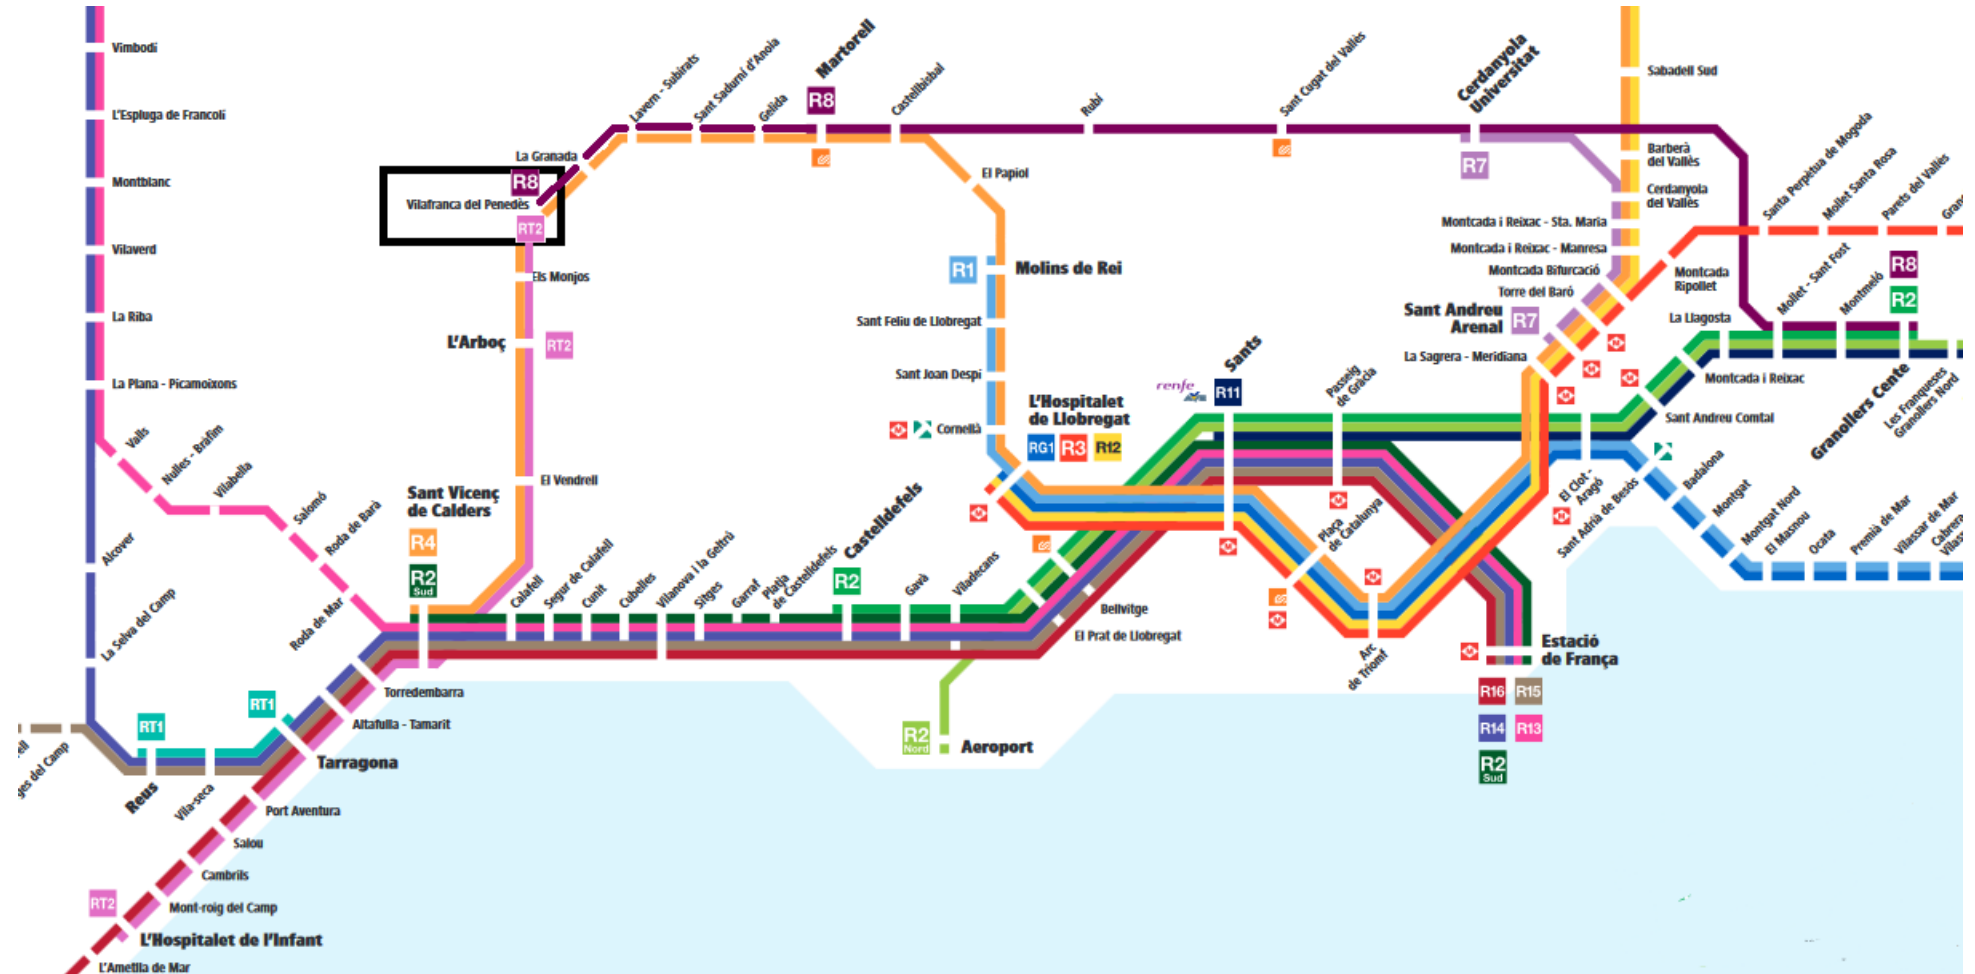 Vimbodí
L'Espluga de Francolí
Montblanc
Vilaverd
La Riba
La Plana - Picamoixons
Alcover
La Selva del Camp
Valls
Nulles - Bràfim
Vilabella
Salomó
Roda de Barà
Roda de Mar
RT1
Reus
Vila-seca
RT1
Tarragona
Altafulla - Tamarit
Torredembarra
Port Aventura
Salou
Cambrils
Mont-roig del Camp
RT2
L'Hospitalet de l'Infant
L'Ametlla de Mar
La Granada
R8
Vilafranca del Penedès
RT2
Els Monjos
L'Arboç
RT2
El Vendrell
Sant Vicenç
de Calders
R4
R2
Sud
Calafell
Segur de Calafell
Cunit
Cubelles
Vilanova i la Geltrú
Sitges
Garraf
Platja
de Castelldefels
Castelldefels
R2
Gavà
Viladecans
Bellvitge
El Prat de Llobregat
R2
Nord
Aeroport
Lavern - Subirats
Sant Sadurní d'Anoia
Gelida
Martorell
R8
Castellbisbal
Rubí
Sant Cugat del Vallès
Cerdanyola
Universitat
R7
El Papiol
R1
Molins de Rei
Sant Feliu de Llobregat
Sant Joan Despí
Cornellà
L'Hospitalet
de Llobregat
RG1
R3
R12
renfe
Sants
R11
Passeig
de Gràcia
Plaça
de Catalunya
Arc
de Triomf
Sabadell Sud
Barberà
del Vallès
Cerdanyola
del Vallès
Montcada i Reixac - Sta. Maria
Montcada i Reixac - Manresa
Montcada Bifurcació
Torre del Baró
Sant Andreu
Arenal
R7
La Sagrera - Meridiana
Montcada
Ripollet
Santa Perpètua de Mogoda
Mollet Santa Rosa
Parets del Vallès
La Llagosta
Mollet - Sant Fost
Montmeló
R8
R2
Granollers Cente
Les Franqueses
Granollers Nord
Montcada i Reixac
Sant Andreu Comtal
El Clot -
Aragó
Sant Adrià de Besòs
Badalona
Montgat
Montgat Nord
El Masnou
Ocata
Premià de Mar
Vilassar de Mar
Cabrera
Estació
de França
R16
R15
R14
R13
R2
Sud